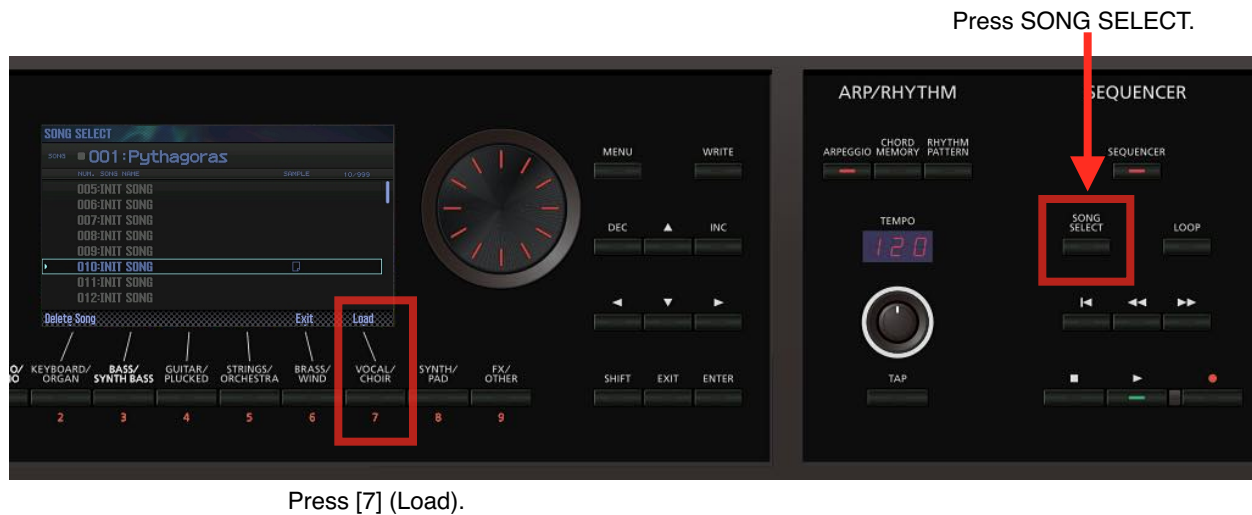 Press SONG SELECT.
ARP/RHYTHM
SEQUENCER
SONG SELECT
SONG 001:Pythagoras
NUM. SONG NAME SAMPLE 10/999
005:INIT SONG
006:INIT SONG
007:INIT SONG
008:INIT SONG
009:INIT SONG
010:INIT SONG
011:INIT SONG
012:INIT SONG
Delete Song Exit Load
MENU WRITE
DEC INC
SHIFT EXIT ENTER
ARPEGGIO
CHORD
MEMORY
RHYTHM
PATTERN
TEMPO
120
TAP
SEQUENCER
SONG
SELECT
LOOP
KEYBOARD/
ORGAN
BASS/
SYNTH BASS
GUITAR/
PLUCKED
STRINGS/
ORCHESTRA
BRASS/
WIND
VOCAL/
CHOIR
SYNTH/
PAD
FX/
OTHER
2 3 4 5 6 7 8 9
Press [7] (Load).